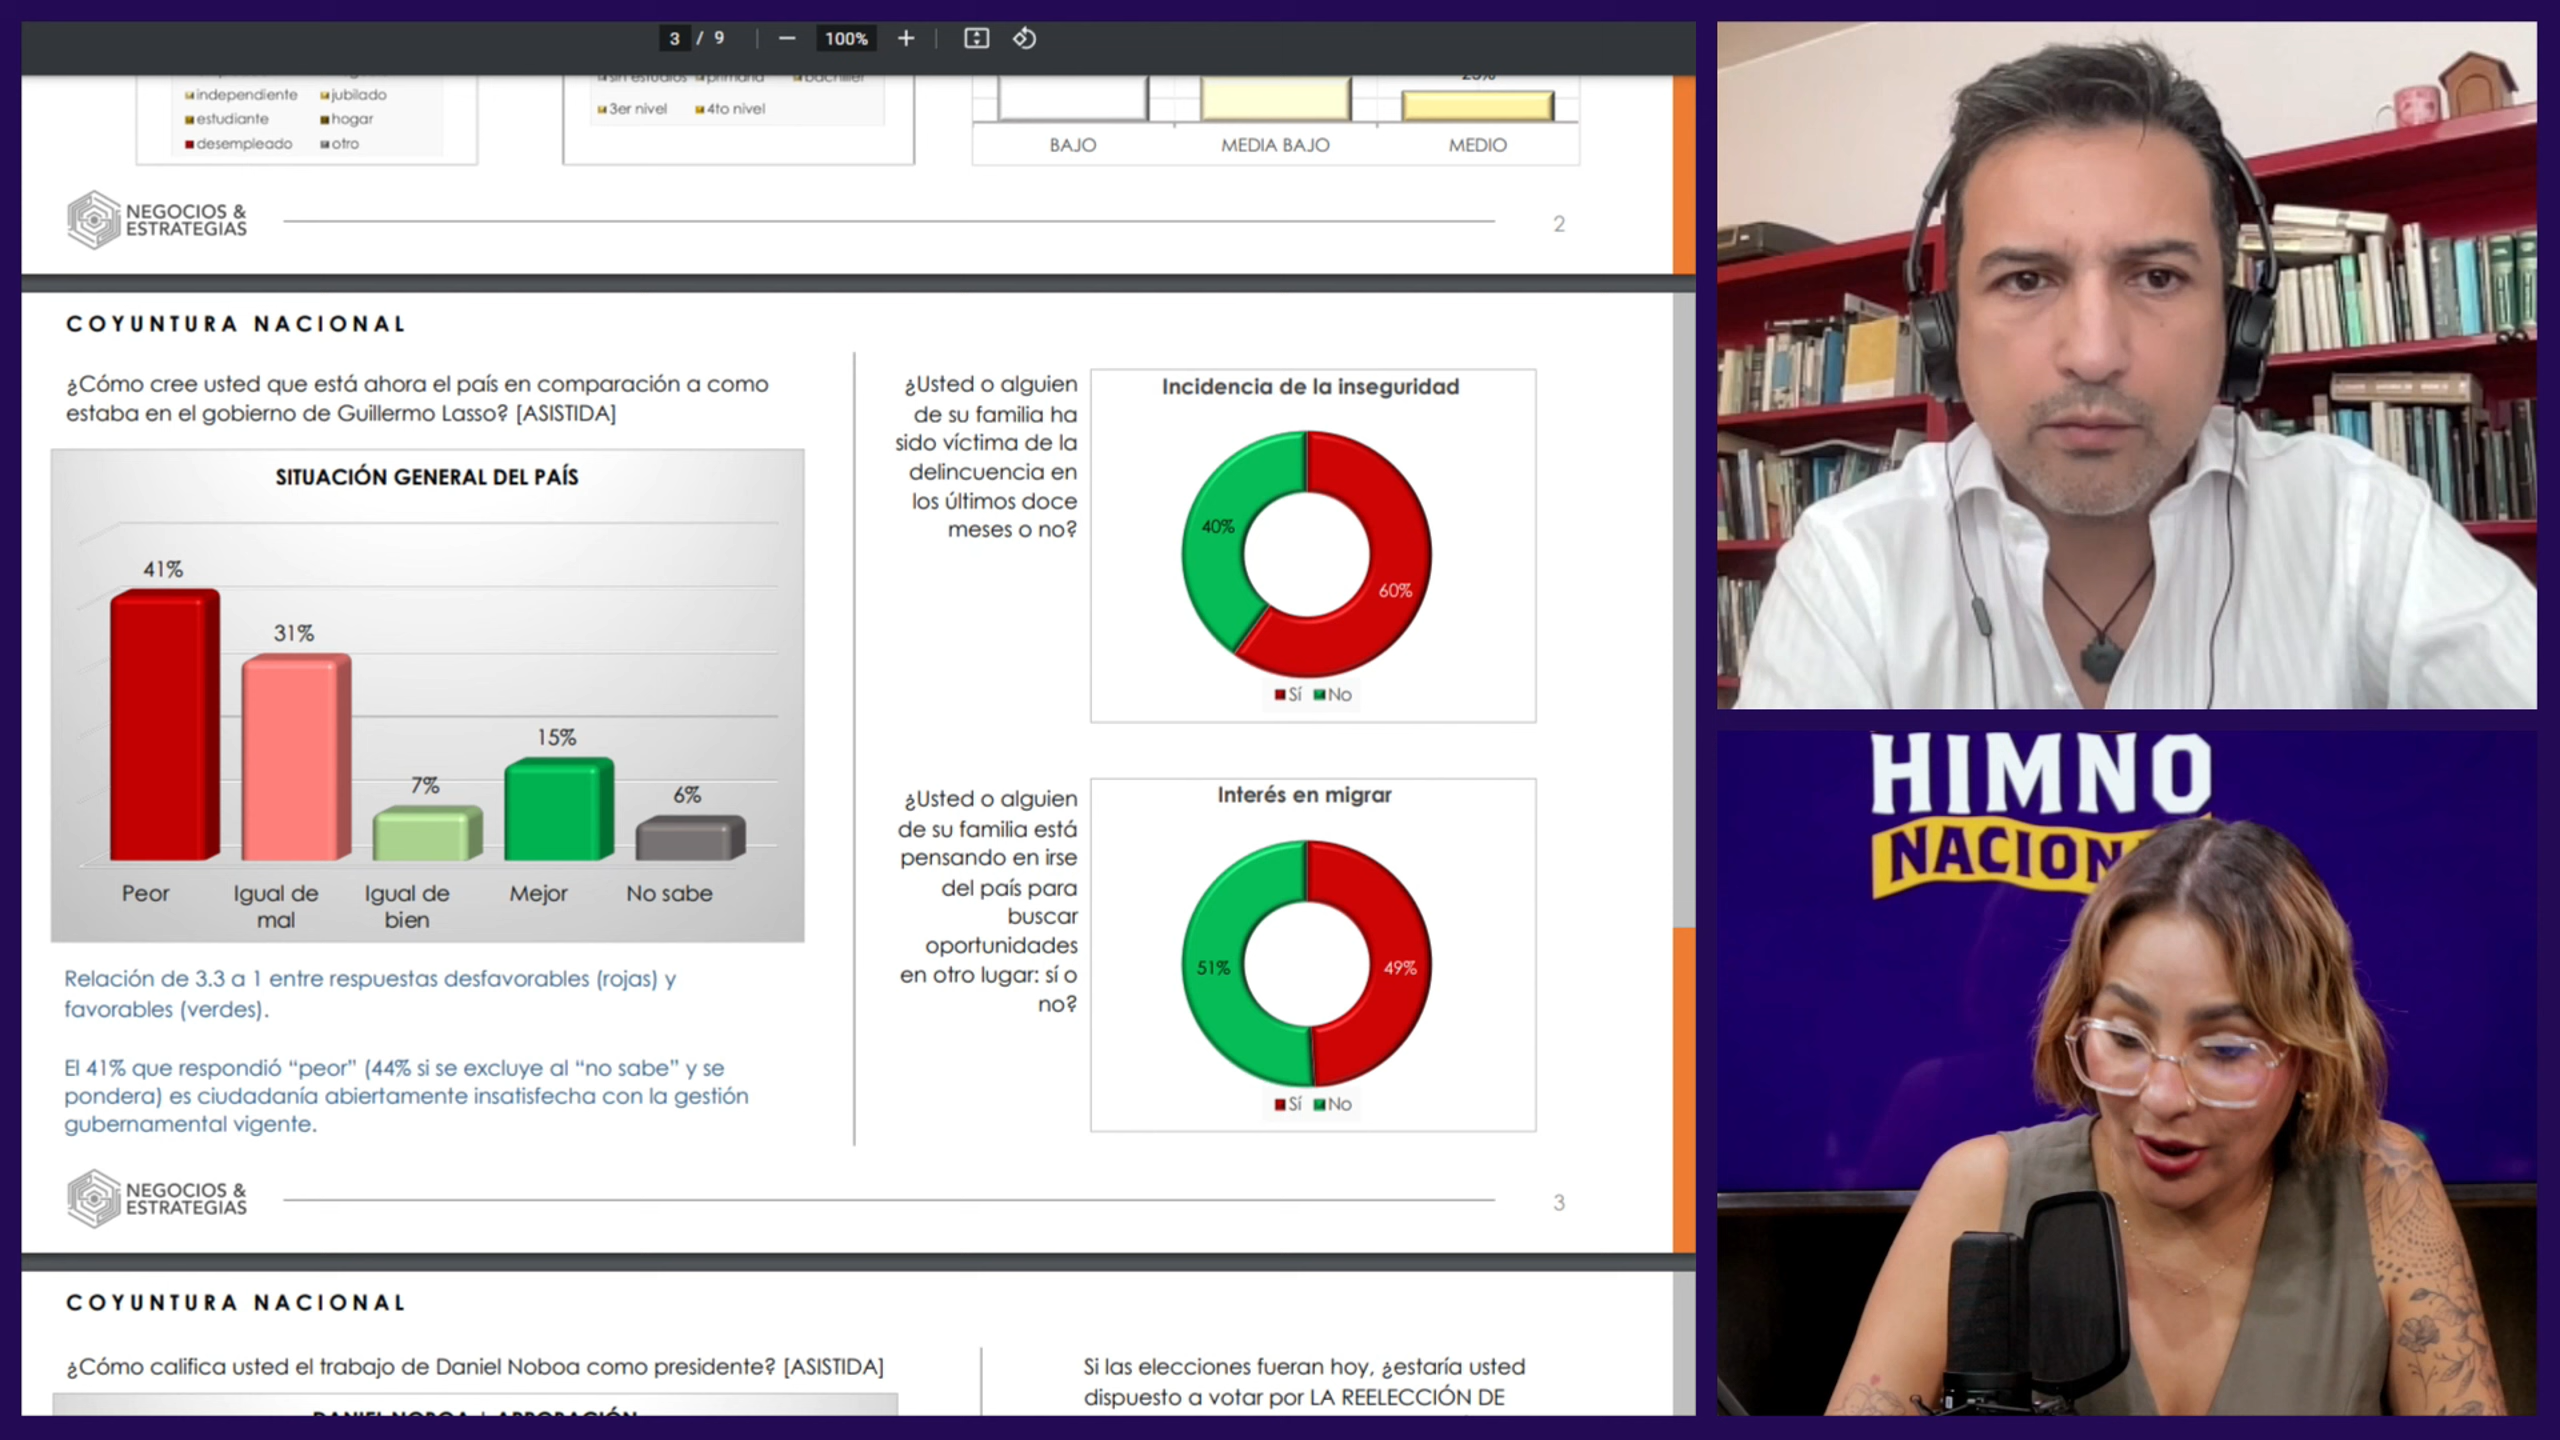 3 / 9
100%
sin estudios primaria bachiller
independiente jubilado
estudiante hogar
desempleado otro
3er nivel 4to nivel
BAJO MEDIA BAJO MEDIO
NEGOCIOS &
ESTRATEGIAS
2
COYUNTURA NACIONAL
¿Cómo cree usted que está ahora el país en comparación a como
estaba en el gobierno de Guillermo Lasso? [ASISTIDA]
SITUACIÓN GENERAL DEL PAÍS
41%
31%
7%
15%
6%
Peor
Igual de
mal
Igual de
bien
Mejor
No sabe
Relación de 3.3 a 1 entre respuestas desfavorables (rojas) y
favorables (verdes).
El 41% que respondió “peor” (44% si se excluye al “no sabe” y se
pondera) es ciudadanía abiertamente insatisfecha con la gestión
gubernamental vigente.
¿Usted o alguien
de su familia ha
sido víctima de la
delincuencia en
los últimos doce
meses o no?
Incidencia de la inseguridad
40%
60%
Sí No
¿Usted o alguien
de su familia está
pensando en irse
del país para
buscar
oportunidades
en otro lugar: sí o
no?
Interés en migrar
51%
49%
Sí No
NEGOCIOS &
ESTRATEGIAS
3
COYUNTURA NACIONAL
¿Cómo califica usted el trabajo de Daniel Noboa como presidente? [ASISTIDA]
DANIEL NOBOA | APROBACIÓN
Si las elecciones fueran hoy, ¿estaría usted
dispuesto a votar por LA REELECCIÓN DE
HIMNO